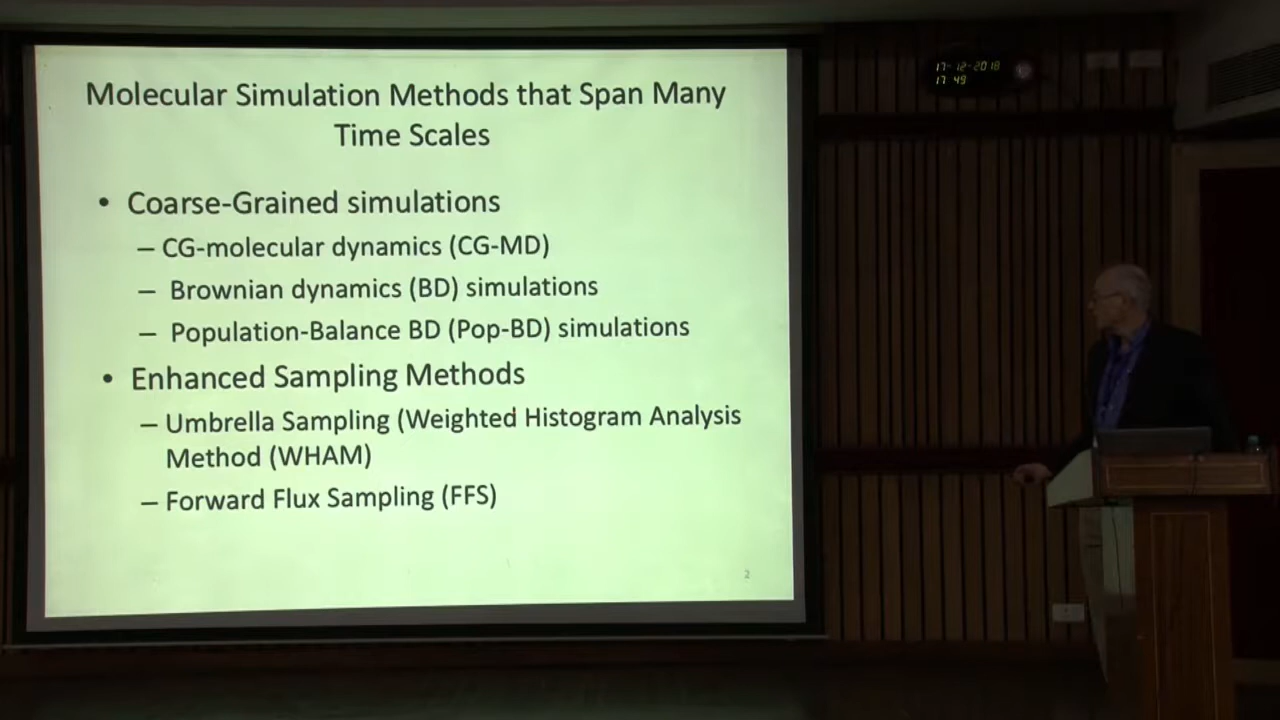 Molecular Simulation Methods that Span Many
Time Scales
• Coarse-Grained simulations
– CG-molecular dynamics (CG-MD)
– Brownian dynamics (BD) simulations
– Population-Balance BD (Pop-BD) simulations
• Enhanced Sampling Methods
– Umbrella Sampling (Weighted Histogram Analysis
Method (WHAM)
– Forward Flux Sampling (FFS)
2
17-12-2018
17 49